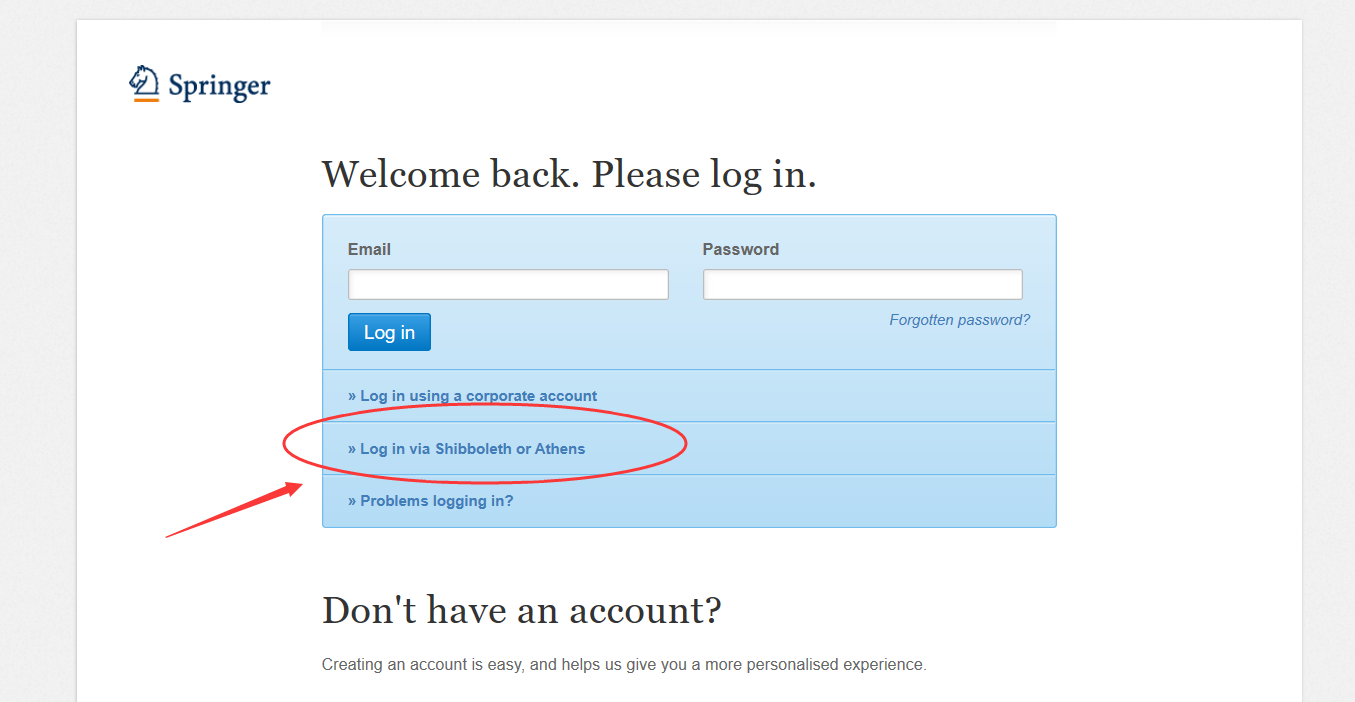 Springer
Welcome back. Please log in.
Email
Password
Forgotten password?
Log in
» Log in using a corporate account
» Log in via Shibboleth or Athens
» Problems logging in?
Don't have an account?
Creating an account is easy, and helps us give you a more personalised experience.